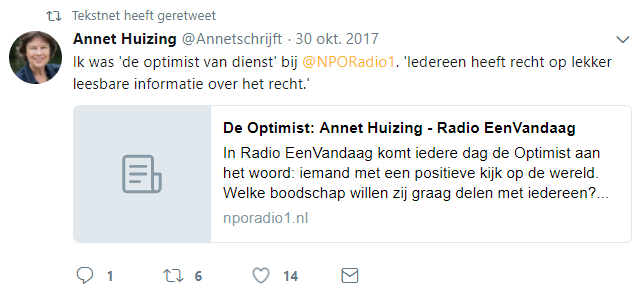 Tekstnet heeft geretweet
Annet Huizing @Annetschrijft · 30 okt. 2017
Ik was 'de optimist van dienst' bij @NPORadio1. 'Iedereen heeft recht op lekker
leesbare informatie over het recht.'
De Optimist: Annet Huizing - Radio EenVandaag
In Radio EenVandaag komt iedere dag de Optimist aan
het woord: iemand met een positieve kijk op de wereld.
Welke boodschap willen zij graag delen met iedereen?...
nporadio1.nl
1 6 14